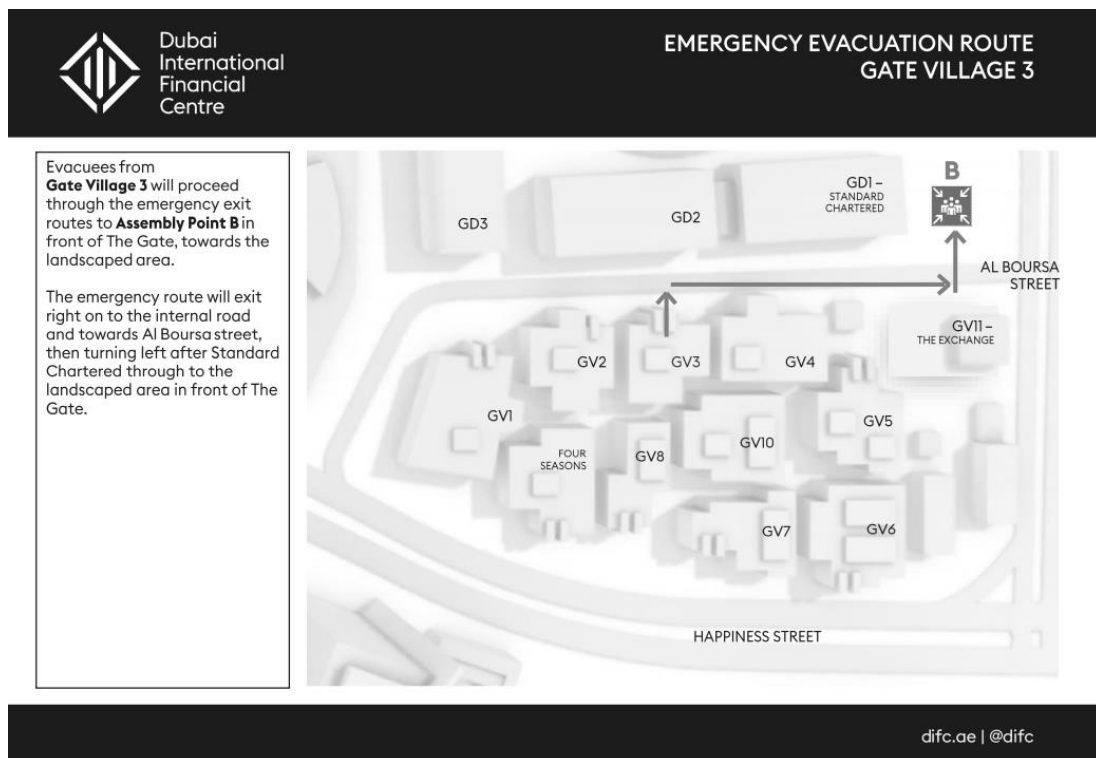 Dubai
International
Financial
Centre
EMERGENCY EVACUATION ROUTE
GATE VILLAGE 3
Evacuees from
Gate Village 3 will proceed
through the emergency exit
routes to Assembly Point B in
front of The Gate, towards the
landscaped area.
The emergency route will exit
right on to the internal road
and towards Al Boursa street,
then turning left after Standard
Chartered through to the
landscaped area in front of The
Gate.
B
GD1 –
STANDARD
CHARTERED
GD2
GD3
AL BOURSA
STREET
GV11 –
THE EXCHANGE
GV2
GV3
GV4
GV1
GV5
GV10
FOUR
SEASONS
GV8
GV7
GV6
HAPPINESS STREET
difc.ae | @difc